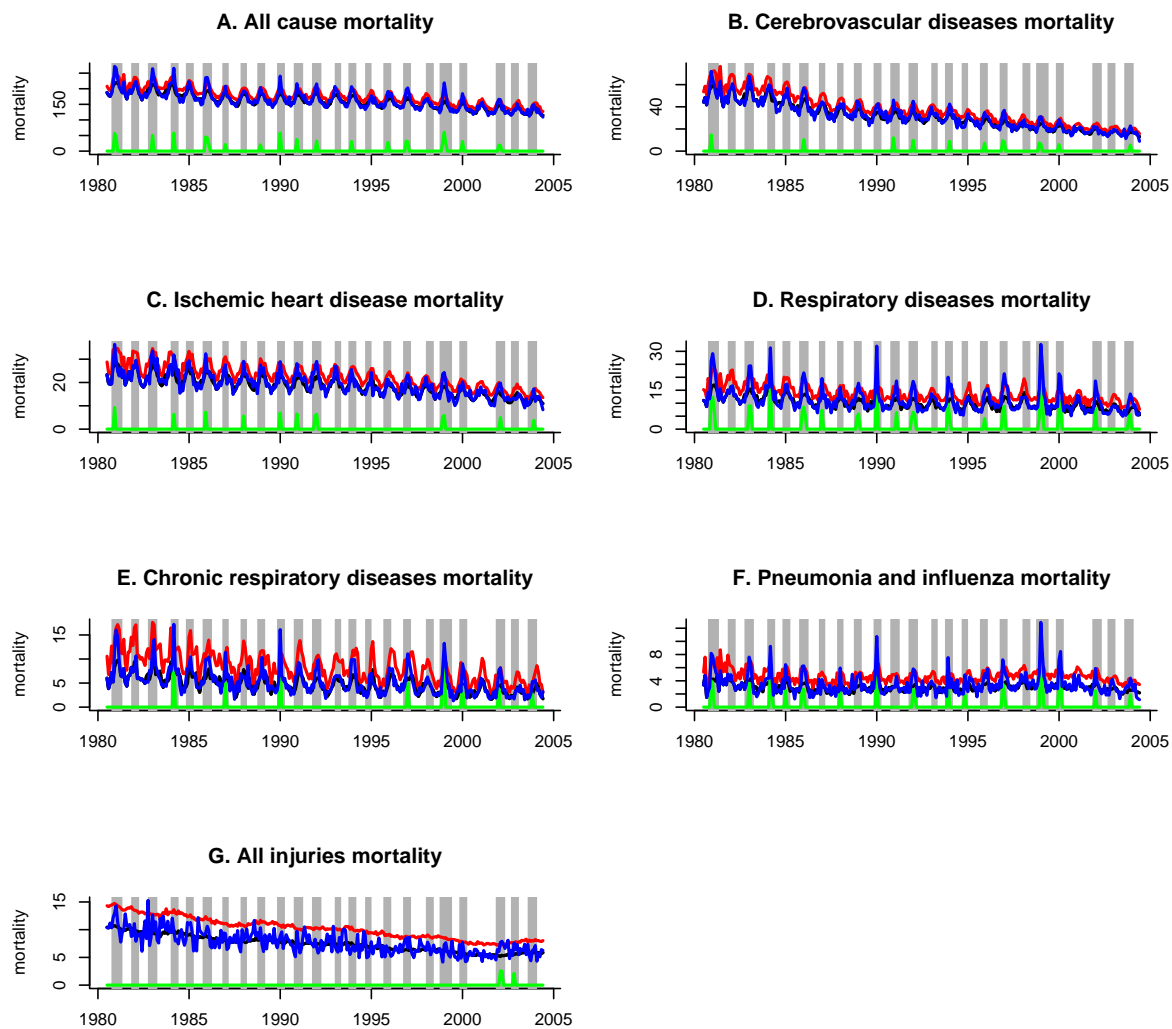 A. All cause mortality
mortality
0 150
1980 1985 1990 1995 2000 2005
B. Cerebrovascular diseases mortality
mortality
0 40
1980 1985 1990 1995 2000 2005
C. Ischemic heart disease mortality
mortality
0 20
1980 1985 1990 1995 2000 2005
D. Respiratory diseases mortality
mortality
0 15 30
1980 1985 1990 1995 2000 2005
E. Chronic respiratory diseases mortality
mortality
0 5 15
1980 1985 1990 1995 2000 2005
F. Pneumonia and influenza mortality
mortality
0 4 8
1980 1985 1990 1995 2000 2005
G. All injuries mortality
mortality
0 5 15
1980 1985 1990 1995 2000 2005